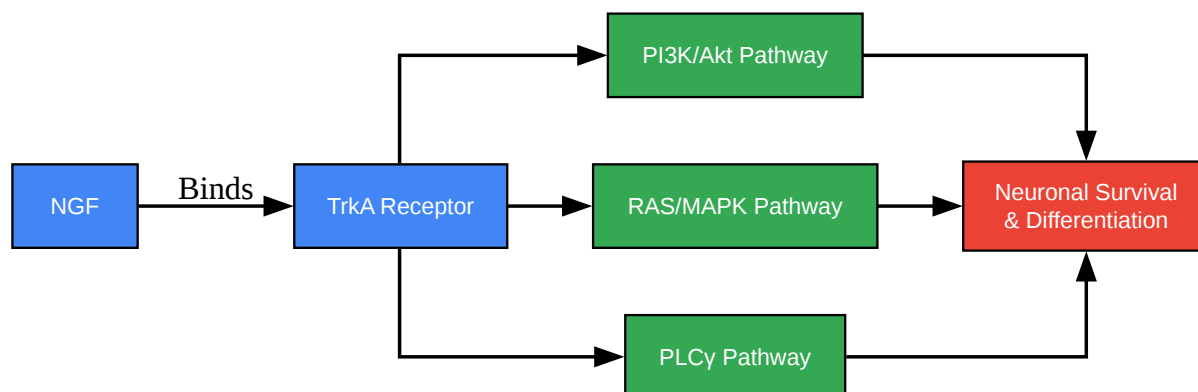 PI3K/Akt Pathway
NGF
Binds
TrkA Receptor
RAS/MAPK Pathway
Neuronal Survival
& Differentiation
PLCγ Pathway